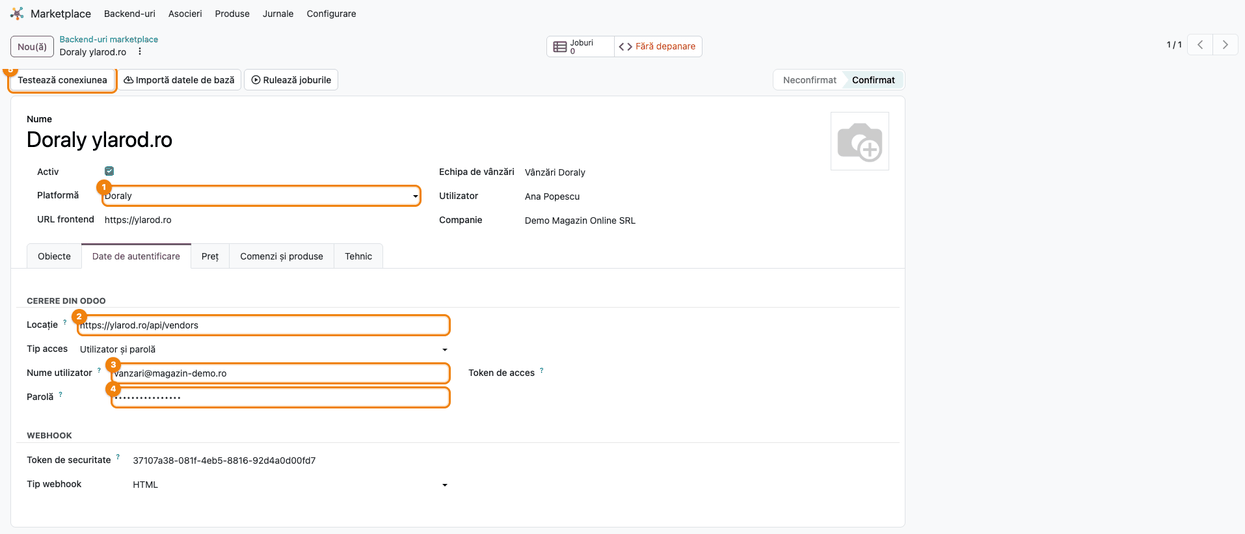 Marketplace Backend-uri Asocieri Produse Jurnale Configurare
Nou(ă) Backend-uri marketplace
Doraly ylarod.ro
Joburi
0
Fără depanare
1 / 1
Testează conexiunea Importă datele de bază Rulează joburile Neconfirmat Confirmat
Nume
Doraly ylarod.ro
Activ Echipa de vânzări Vânzări Doraly
1
Platformă Doraly Utilizator Ana Popescu
URL frontend https://ylarod.ro Companie Demo Magazin Online SRL
Obiecte Date de autentificare Preț Comenzi și produse Tehnic
CERERE DIN ODOO
2
Locație ? https://ylarod.ro/api/vendors
Tip acces Utilizator și parolă
3
Nume utilizator ? vanzari@magazin-demo.ro Token de acces ?
4
Parolă ?
WEBHOOK
Token de securitate ? 37107a38-081f-4eb5-8816-92d4a0d00fd7
Tip webhook HTML